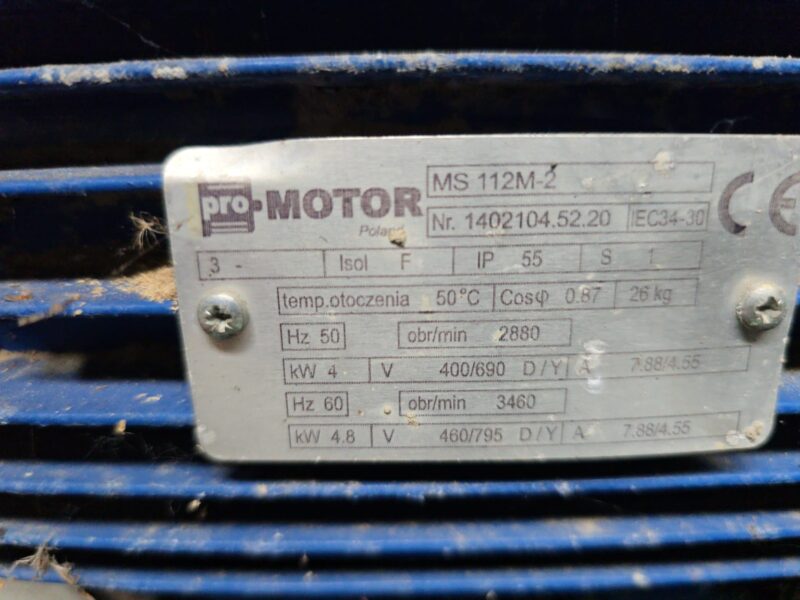 pro-MOTOR
Poland
MS 112M-2
Nr. 1402104.52.20 IEC34-30
CE
3 - Isol F IP 55 S 1
temp.otoczenia 50°C Cosφ 0.87 26 kg
Hz 50 obr/min 2880
kW 4 V 400/690 D/Y A 7.88/4.55
Hz 60 obr/min 3460
kW 4.8 V 460/795 D/Y A 7.88/4.55